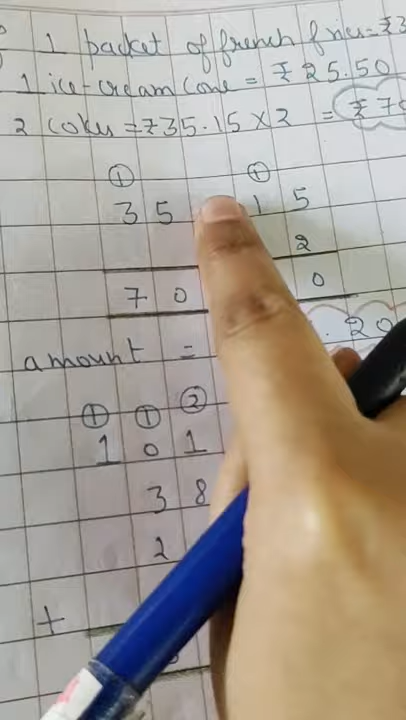 1 packet of french fries = ₹3
1 ice-cream cone = ₹25.50
2 cokes = ₹35.15 × 2 = ₹70
① ①
3 5 1 5
2
7 0 0
. 20
amount =
① ① ②
1 0 1
3 8
2
+